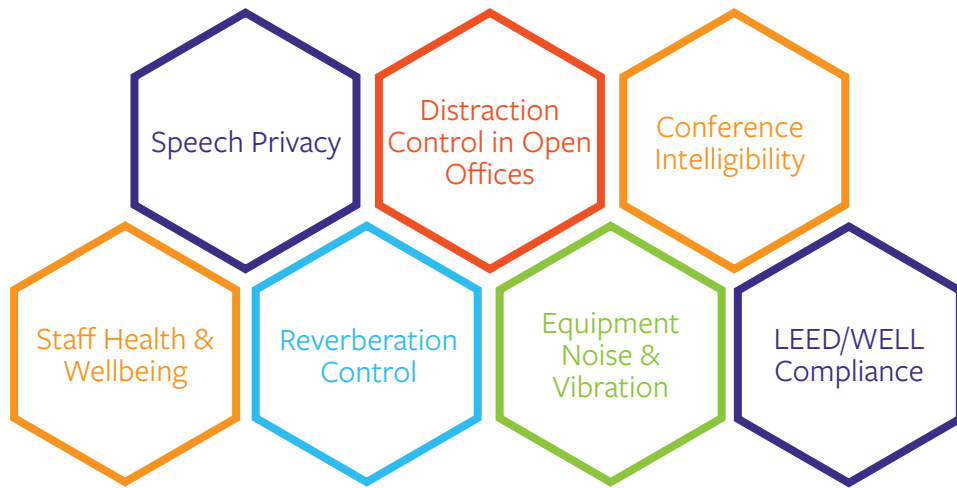 Speech Privacy
Distraction
Control in Open
Offices
Conference
Intelligibility
Staff Health &
Wellbeing
Reverberation
Control
Equipment
Noise &
Vibration
LEED/WELL
Compliance